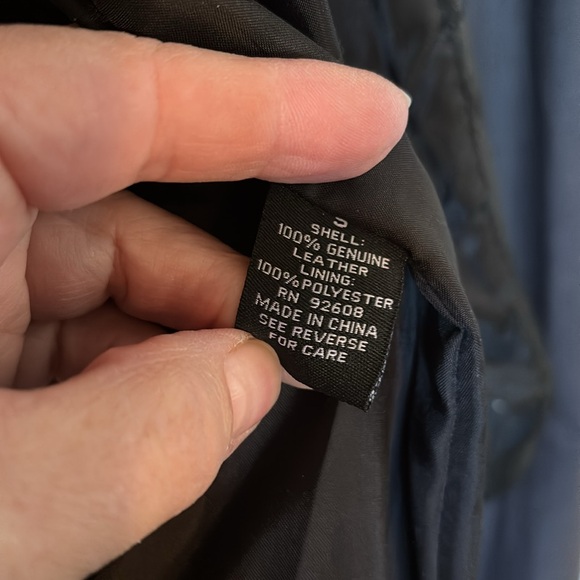 S
SHELL:
100% GENUINE
LEATHER
LINING:
100%POLYESTER
RN 92608
MADE IN CHINA
SEE REVERSE
FOR CARE